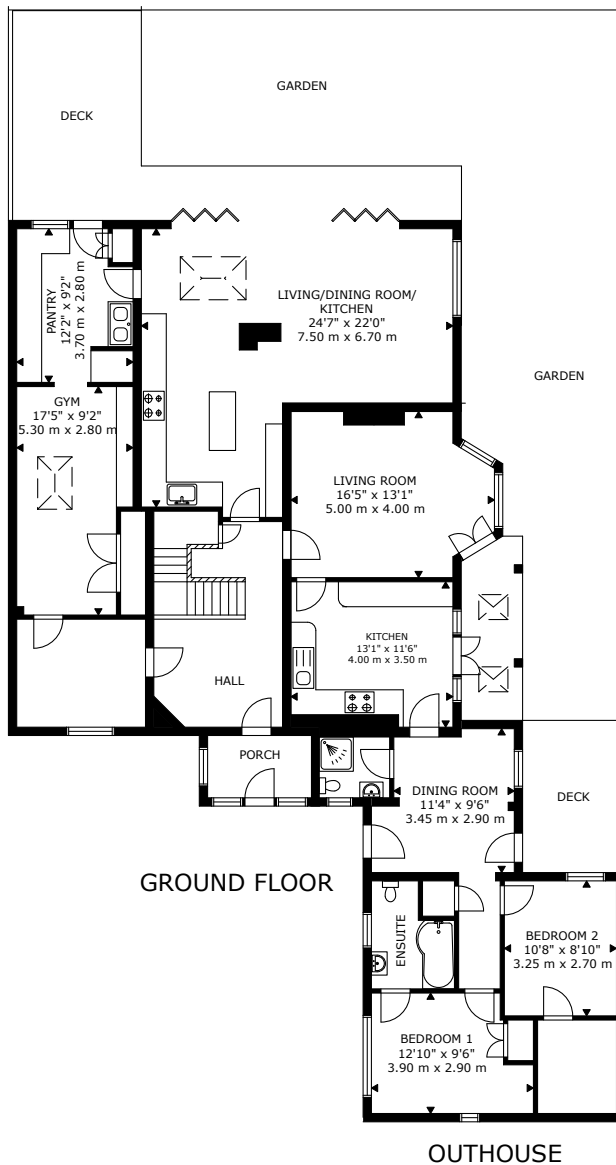 GARDEN
DECK
PANTRY
12'2" x 9'2"
3.70 m x 2.80 m
LIVING/DINING ROOM/
KITCHEN
24'7" x 22'0"
7.50 m x 6.70 m
GARDEN
GYM
17'5" x 9'2"
5.30 m x 2.80 m
LIVING ROOM
16'5" x 13'1"
5.00 m x 4.00 m
KITCHEN
13'1" x 11'6"
4.00 m x 3.50 m
HALL
PORCH
DINING ROOM
11'4" x 9'6"
3.45 m x 2.90 m
DECK
GROUND FLOOR
ENSUITE
BEDROOM 2
10'8" x 8'10"
3.25 m x 2.70 m
BEDROOM 1
12'10" x 9'6"
3.90 m x 2.90 m
OUTHOUSE